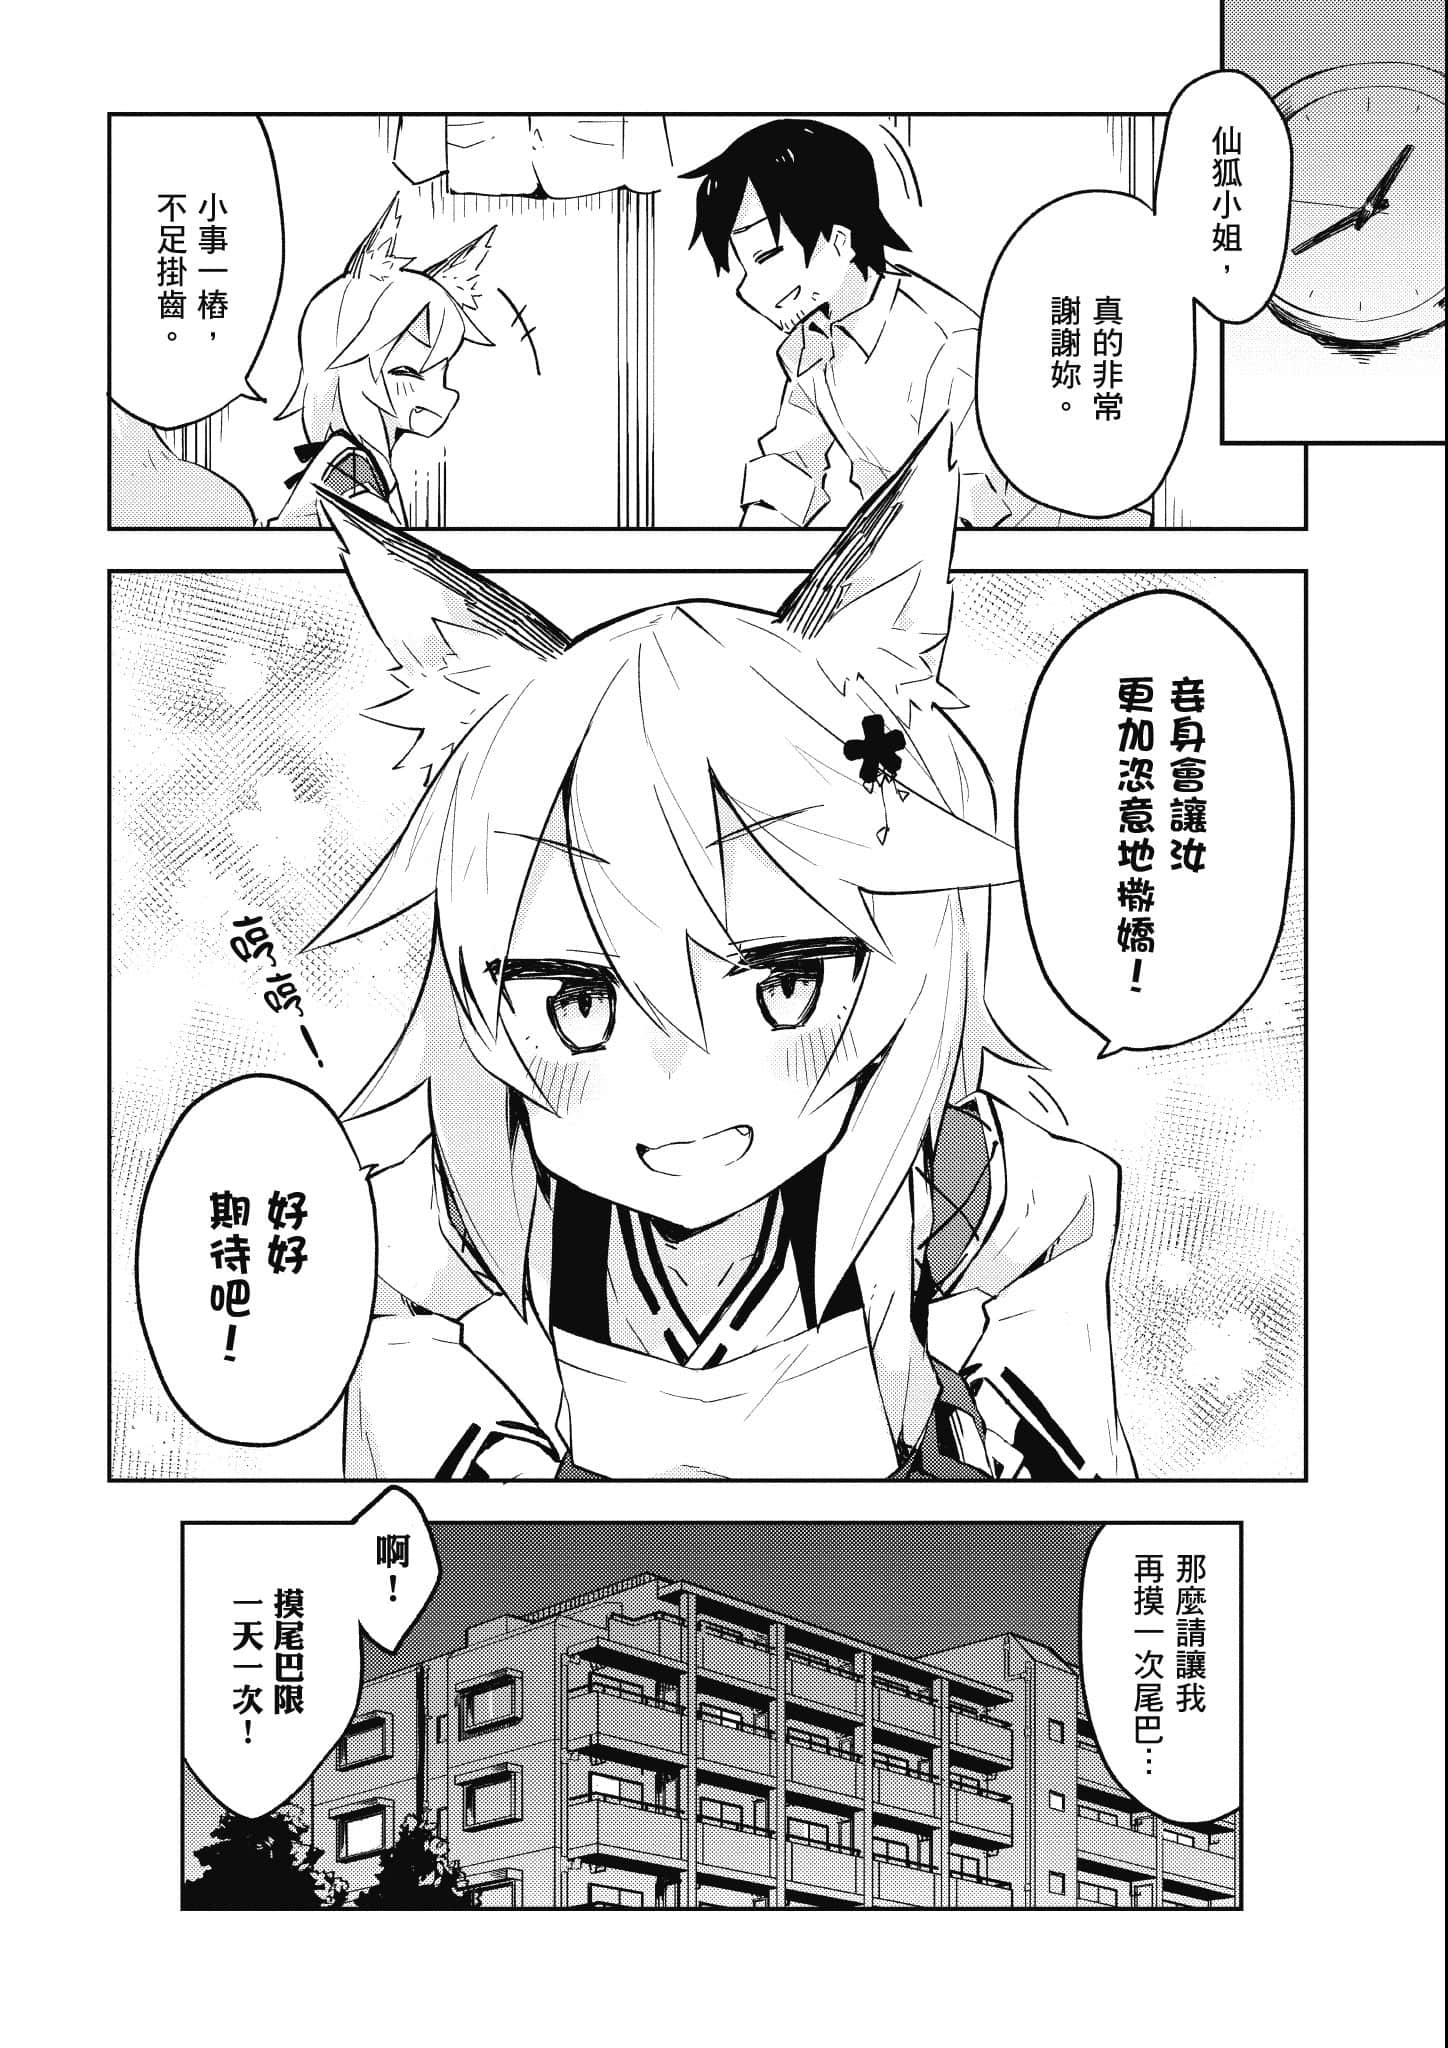 仙狐小姐，
真的非常
謝謝妳。
小事一樁，
不足掛齒。
妾身會讓汝
更加恣意地撒嬌！
哼哼！
好好
期待吧！
那麼請讓我
再摸一次尾巴…
啊！
摸尾巴限
一天一次！